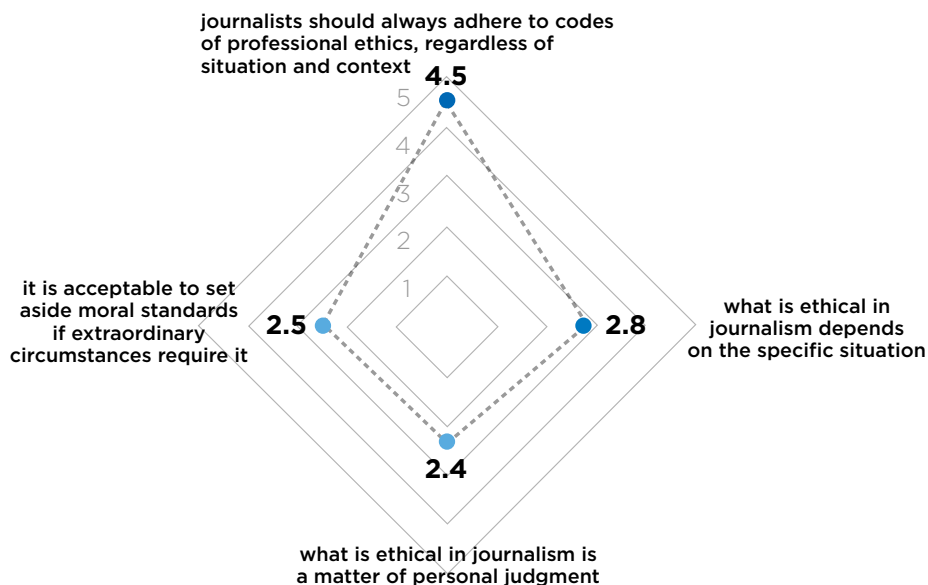 journalists should always adhere to codes
of professional ethics, regardless of
situation and context
4.5
5
4
3
2
1
it is acceptable to set
aside moral standards
if extraordinary
circumstances require it
2.5
2.8
what is ethical in
journalism depends
on the specific situation
2.4
what is ethical in journalism is
a matter of personal judgment